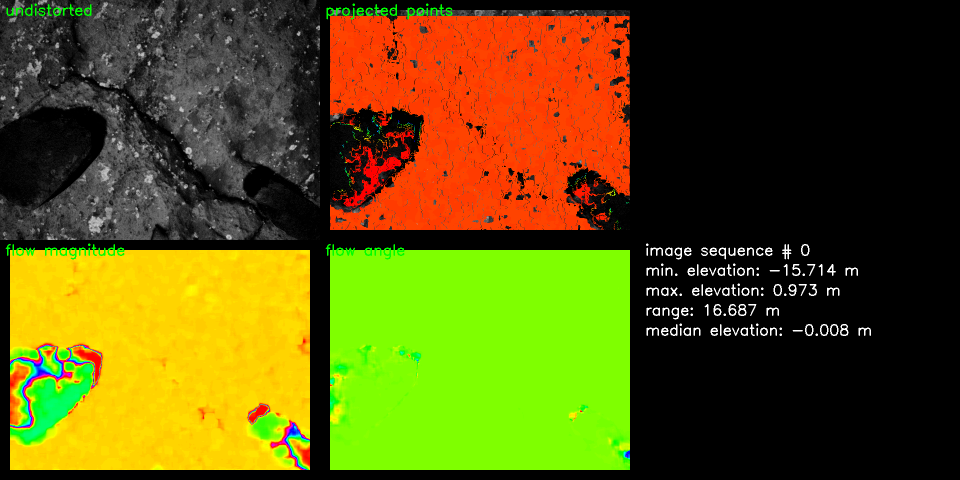 undistorted
projected points
flow magnitude
flow angle
image sequence # 0
min. elevation: −15.714 m
max. elevation: 0.973 m
range: 16.687 m
median elevation: −0.008 m